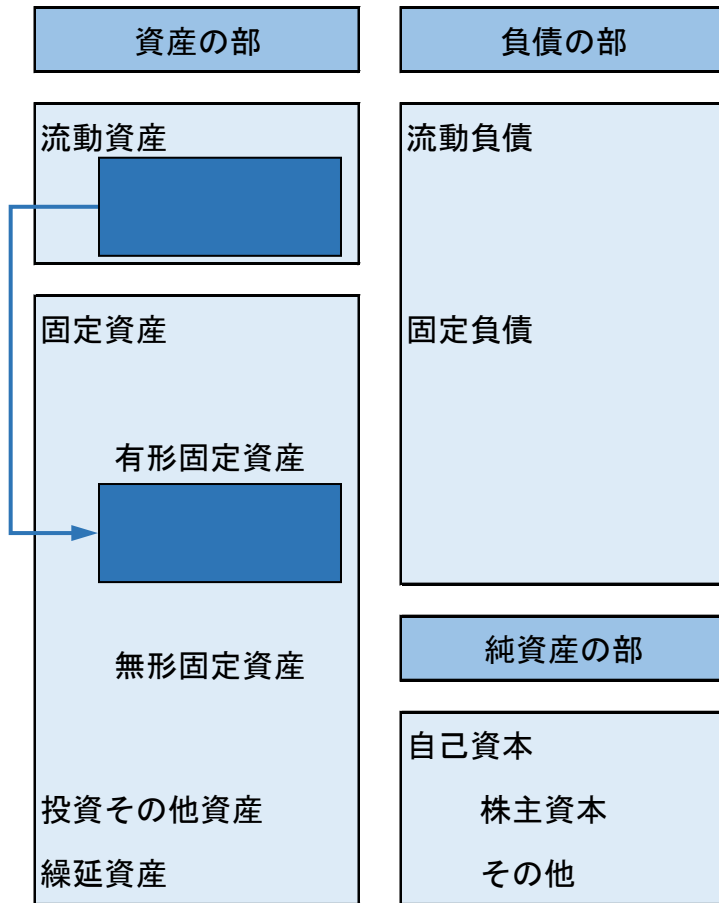 資産の部
流動資産
固定資産
有形固定資産
無形固定資産
投資その他資産
繰延資産
負債の部
流動負債
固定負債
純資産の部
自己資本
株主資本
その他